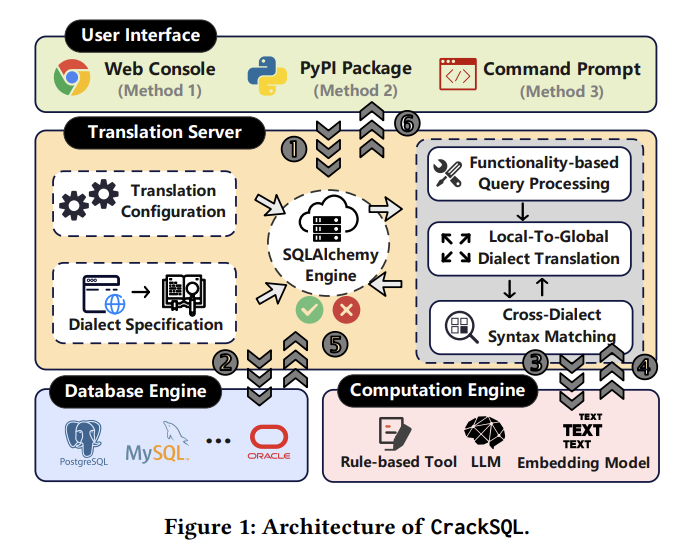 User Interface
Web Console
(Method 1)
PyPI Package
(Method 2)
Command Prompt
(Method 3)
Translation Server
①
⑥
Translation
Configuration
Dialect Specification
SQLAlchemy
Engine
Functionality-based
Query Processing
Local-To-Global
Dialect Translation
Cross-Dialect
Syntax Matching
②
⑤
③
④
Database Engine
PostgreSQL
MySQL
ORACLE
Computation Engine
Rule-based Tool
LLM
TEXT
TEXT
TEXT
Embedding Model
Figure 1: Architecture of CrackSQL.